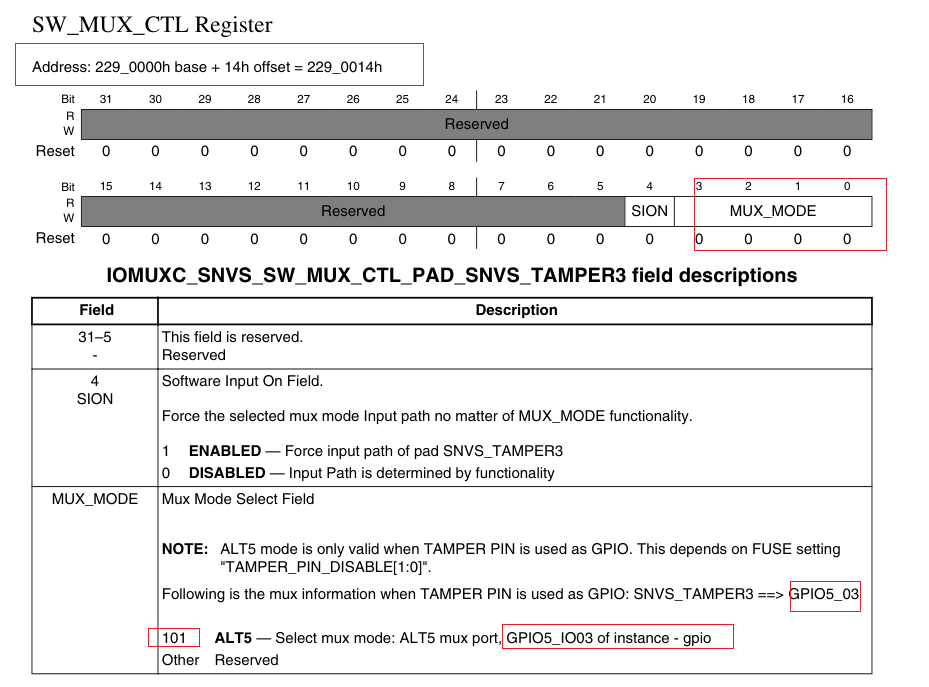 SW_MUX_CTL Register
Address: 229_0000h base + 14h offset = 229_0014h
Bit 31 30 29 28 27 26 25 24 23 22 21 20 19 18 17 16
R
W
Reserved
Reset 0 0 0 0 0 0 0 0 0 0 0 0 0 0 0 0
Bit 15 14 13 12 11 10 9 8 7 6 5 4 3 2 1 0
R
W
Reserved SION MUX_MODE
Reset 0 0 0 0 0 0 0 0 0 0 0 0 0 0 0 0
IOMUXC_SNVS_SW_MUX_CTL_PAD_SNVS_TAMPER3 field descriptions
Field Description
31–5 This field is reserved.
- Reserved
4 Software Input On Field.
SION
Force the selected mux mode Input path no matter of MUX_MODE functionality.
1 ENABLED — Force input path of pad SNVS_TAMPER3
0 DISABLED — Input Path is determined by functionality
MUX_MODE Mux Mode Select Field
NOTE: ALT5 mode is only valid when TAMPER PIN is used as GPIO. This depends on FUSE setting
"TAMPER_PIN_DISABLE[1:0]".
Following is the mux information when TAMPER PIN is used as GPIO: SNVS_TAMPER3 ==> GPIO5_03
101 ALT5 — Select mux mode: ALT5 mux port, GPIO5_IO03 of instance - gpio
Other Reserved